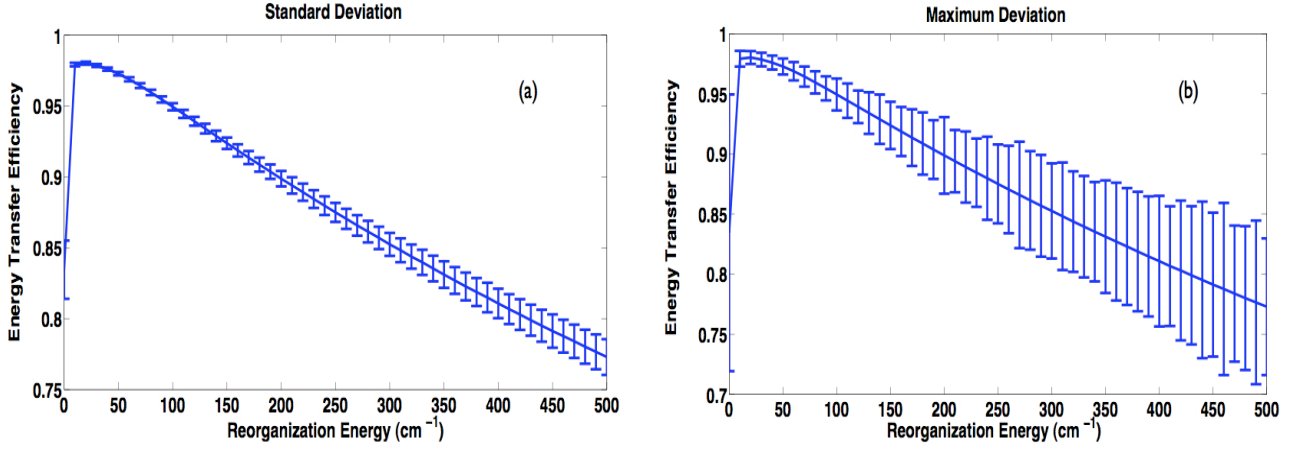 Standard Deviation
1
0.95
0.9
0.85
0.8
0.75
Energy Transfer Efficiency
(a)
0 50 100 150 200 250 300 350 400 450 500
Reorganization Energy (cm⁻¹)
Maximum Deviation
1
0.95
0.9
0.85
0.8
0.75
0.7
Energy Transfer Efficiency
(b)
0 50 100 150 200 250 300 350 400 450 500
Reorganization Energy (cm⁻¹)